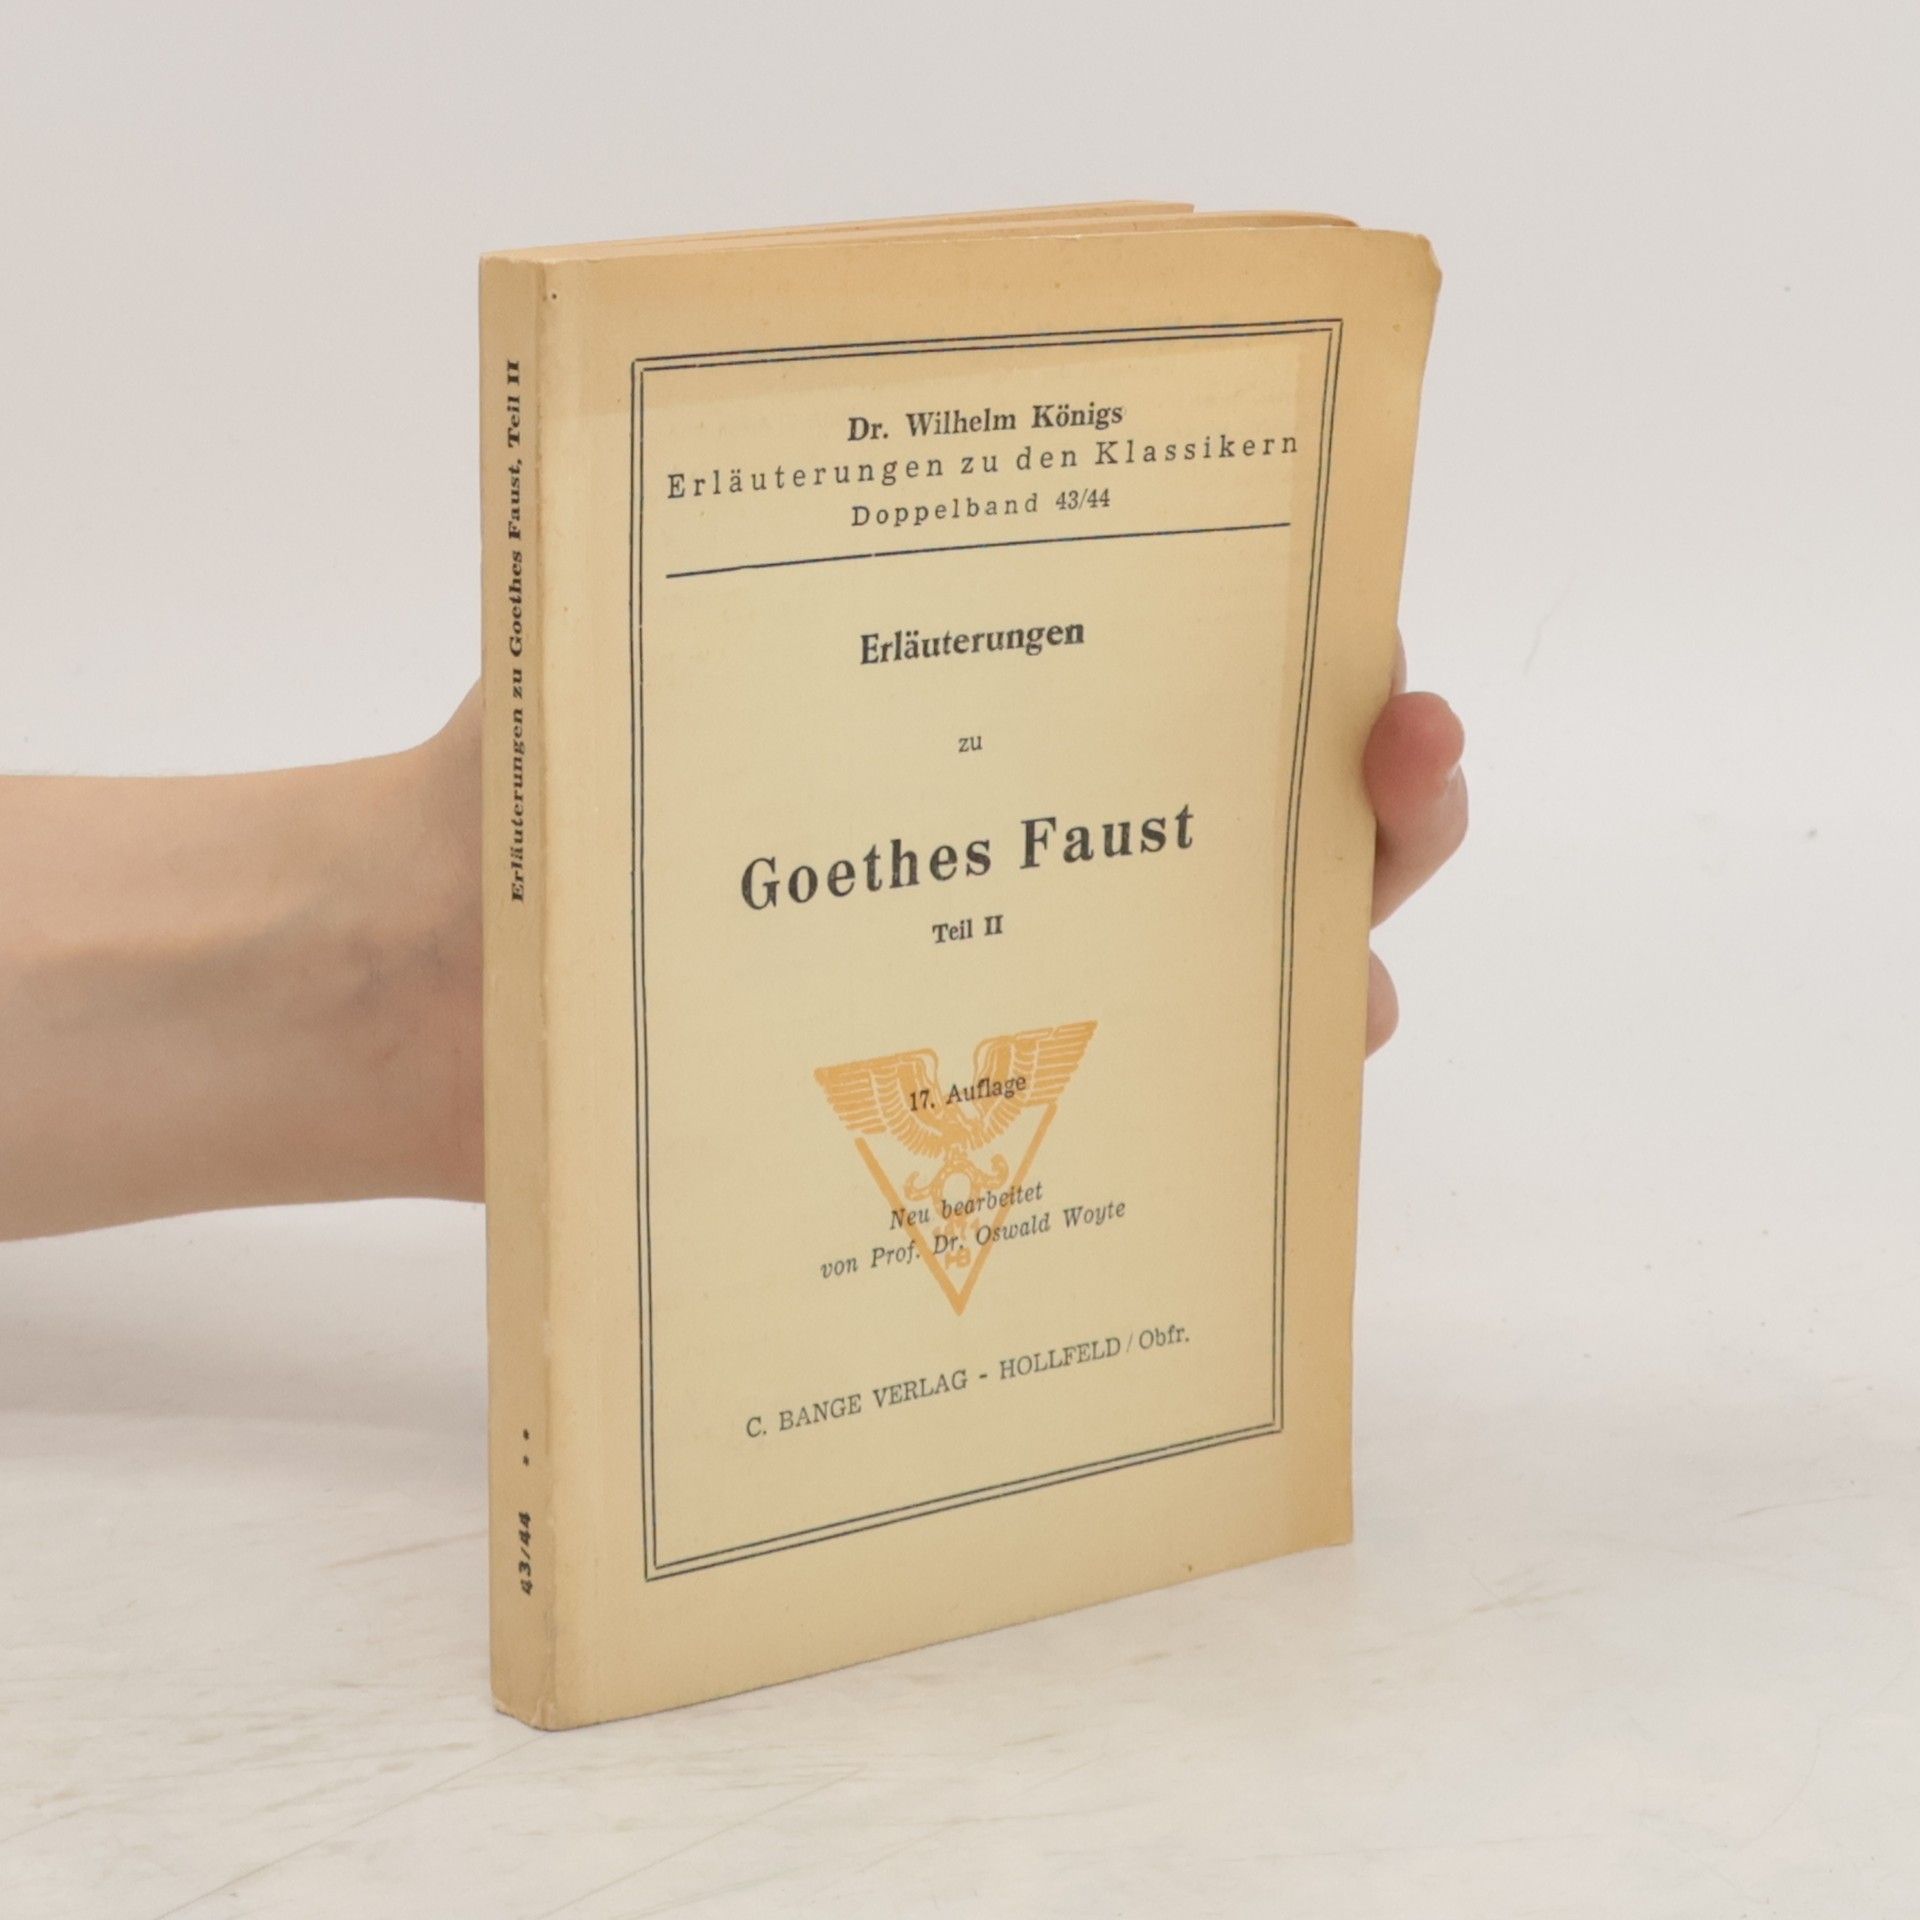 Erläuterungen zu Goethes Faust, Teil II
* *
43/44
Dr. Wilhelm Königs
Erläuterungen zu den Klassikern
Doppelband 43/44
Erläuterungen
zu
Goethes Faust
Teil II
17. Auflage
Neu bearbeitet
von Prof. Dr. Oswald Woyte
C. BANGE VERLAG - HOLLFELD / Obfr.